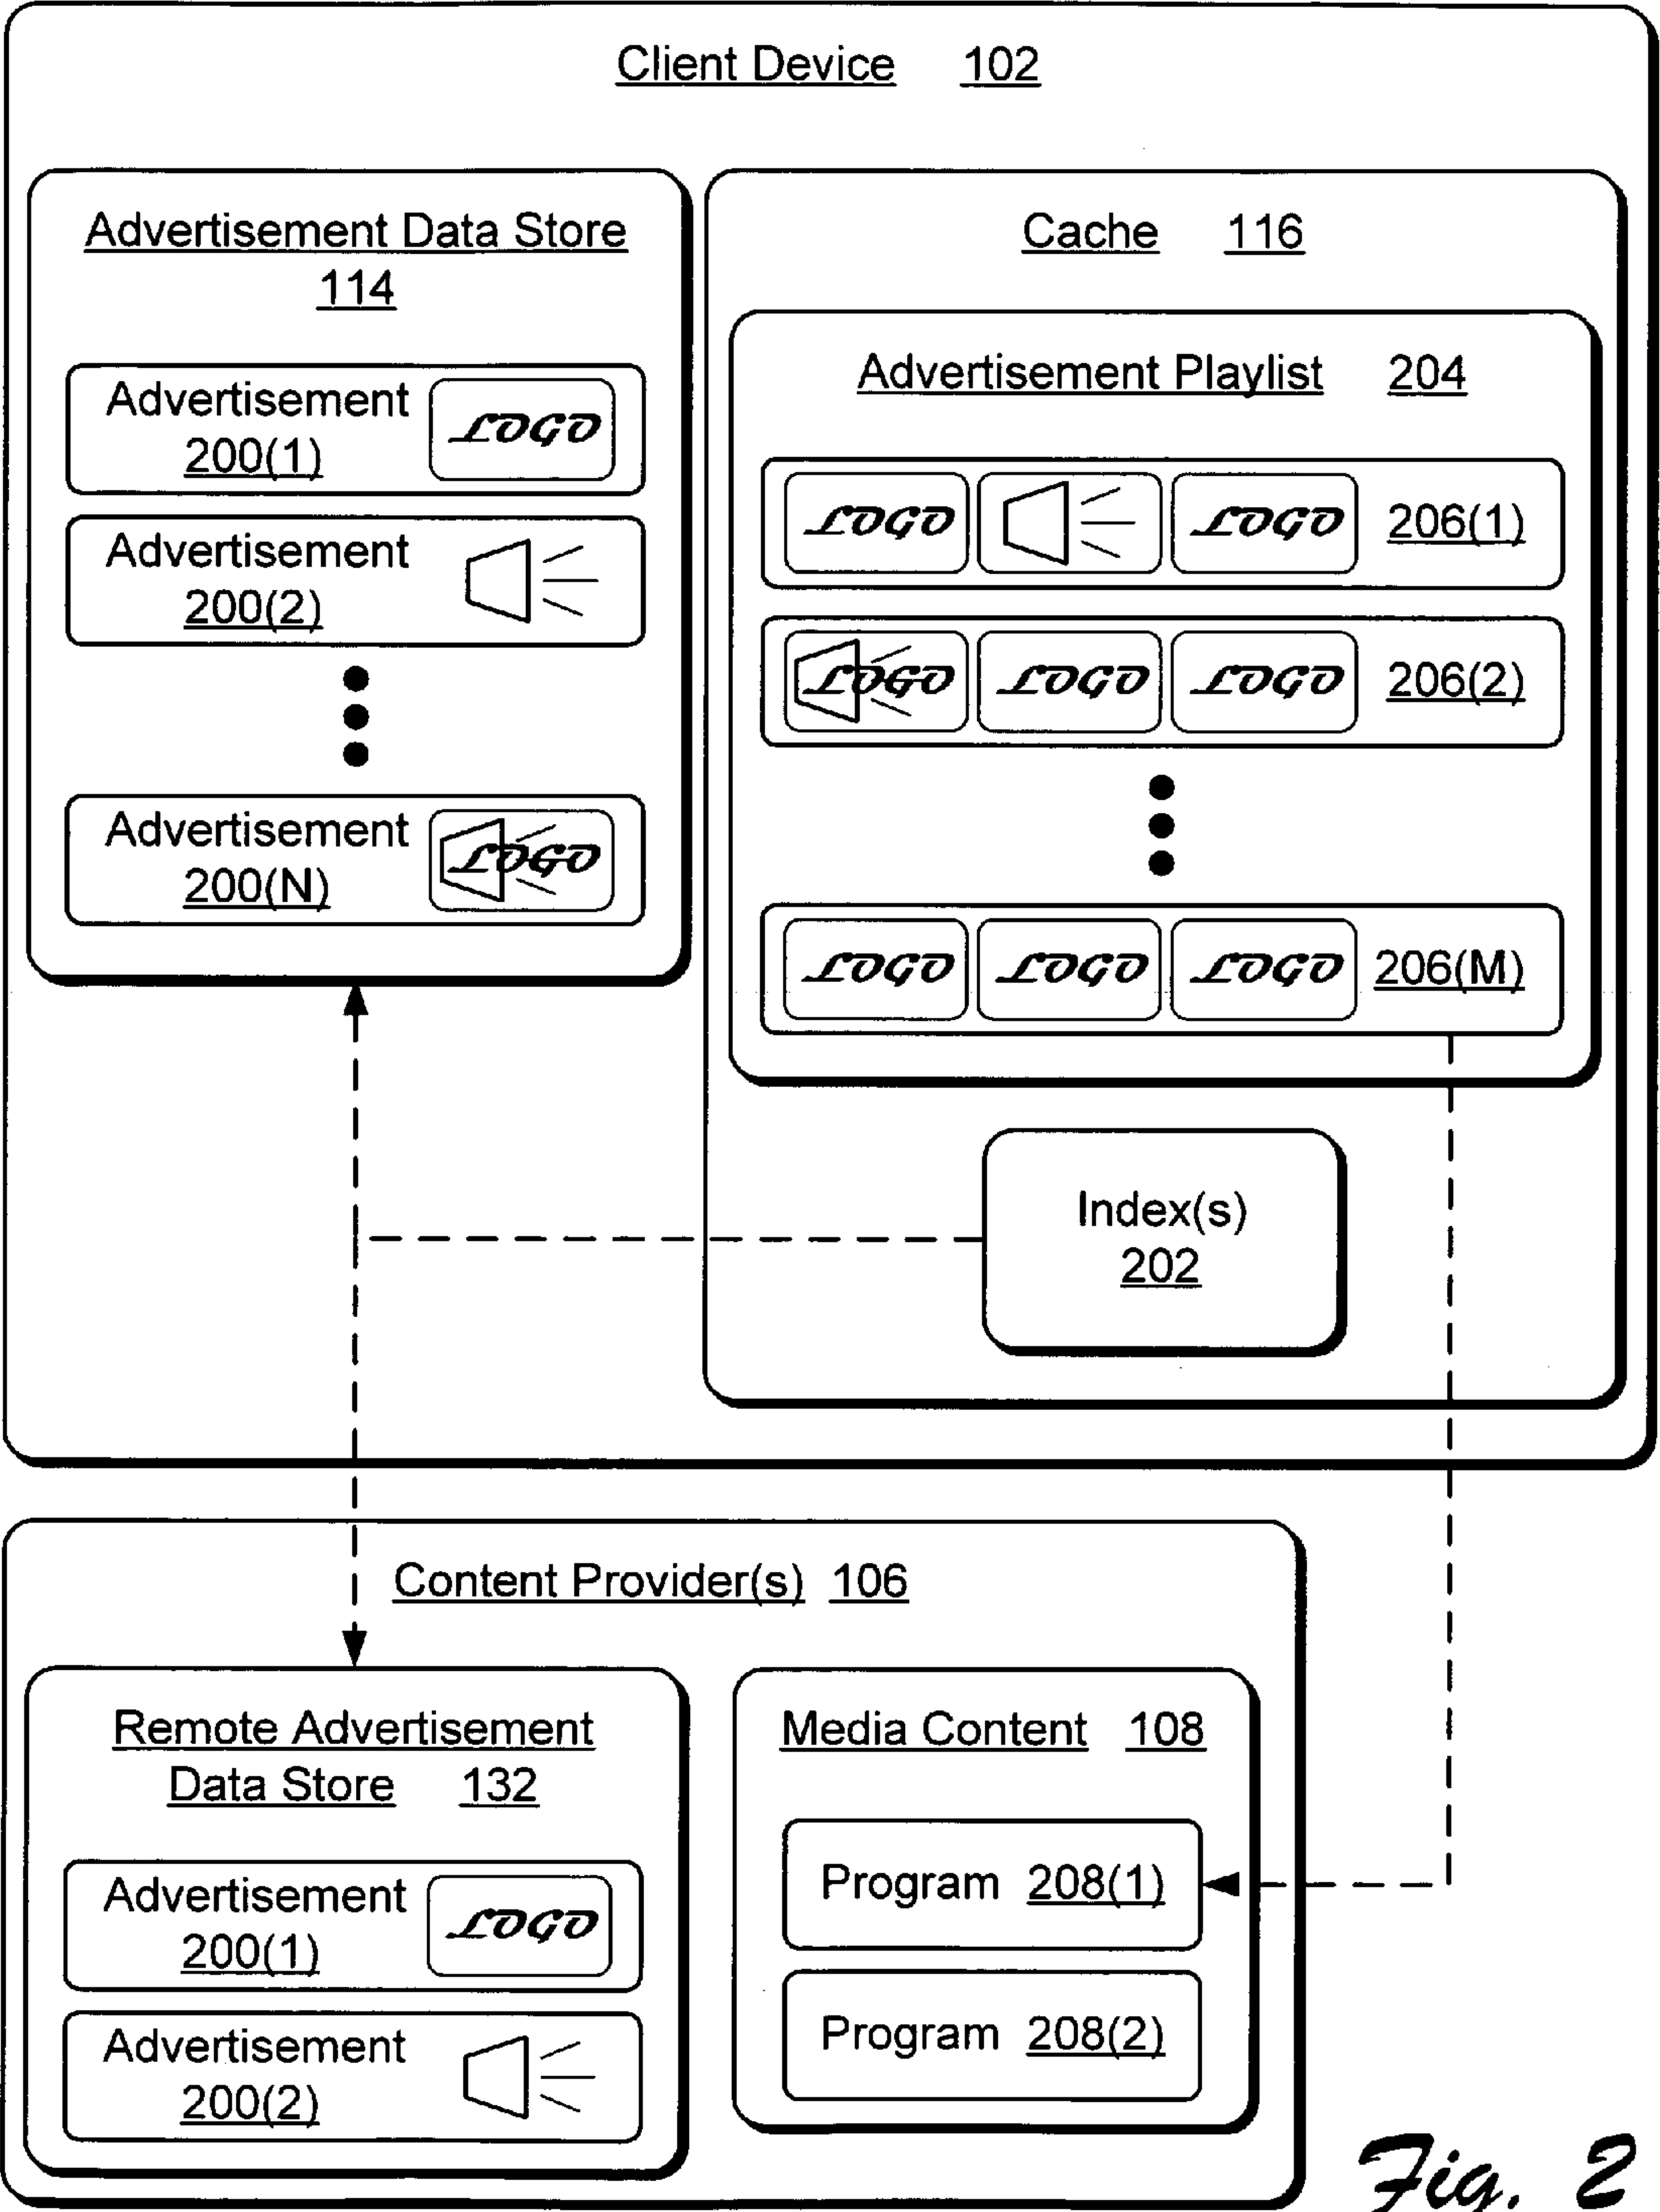 Client Device 102
Advertisement Data Store
114
Advertisement
200(1)
LOGO
Advertisement
200(2)
Advertisement
200(N)
LOGO
Cache 116
Advertisement Playlist 204
LOGO LOGO 206(1)
LOGO LOGO LOGO 206(2)
LOGO LOGO LOGO 206(M)
Index(s)
202
Content Provider(s) 106
Remote Advertisement
Data Store 132
Advertisement
200(1)
LOGO
Advertisement
200(2)
Media Content 108
Program 208(1)
Program 208(2)
Fig. 2